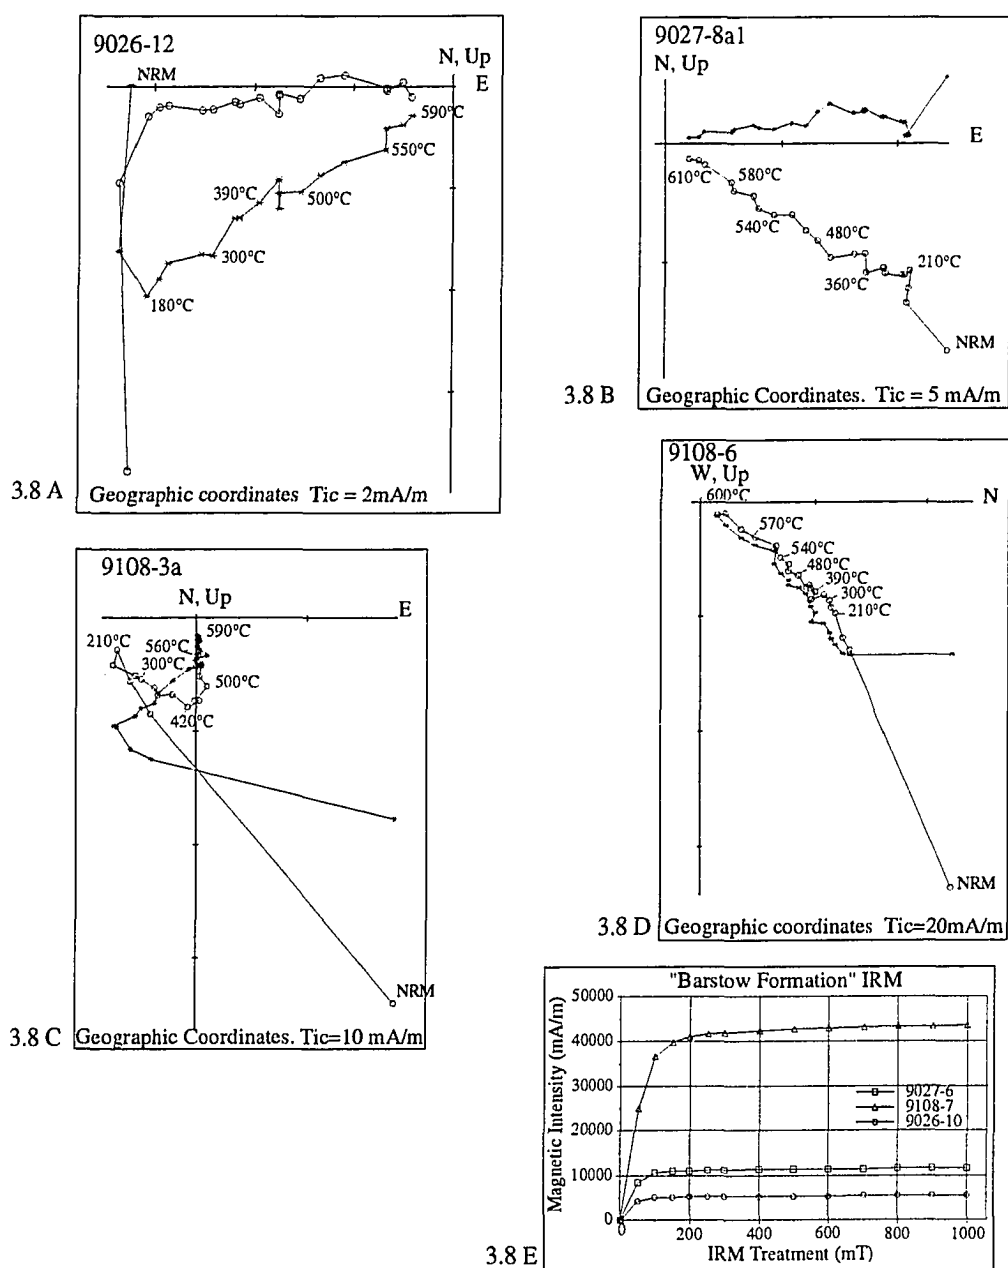 9026-12
N, Up
E
NRM
590°C
550°C
390°C
500°C
300°C
180°C
3.8 A
Geographic coordinates Tic = 2mA/m
9027-8a1
N, Up
E
610°C
580°C
540°C
480°C
210°C
360°C
NRM
3.8 B
Geographic Coordinates. Tic = 5 mA/m
9108-3a
N, Up
E
210°C
590°C
560°C
300°C
500°C
420°C
NRM
3.8 C
Geographic Coordinates. Tic=10 mA/m
9108-6
W, Up
600°C
N
570°C
540°C
480°C
390°C
300°C
210°C
NRM
3.8 D
Geographic coordinates Tic=20mA/m
"Barstow Formation" IRM
Magnetic Intensity (mA/m)
50000
40000
30000
20000
10000
0
9027-6
9108-7
9026-10
0 200 400 600 800 1000
IRM Treatment (mT)
3.8 E